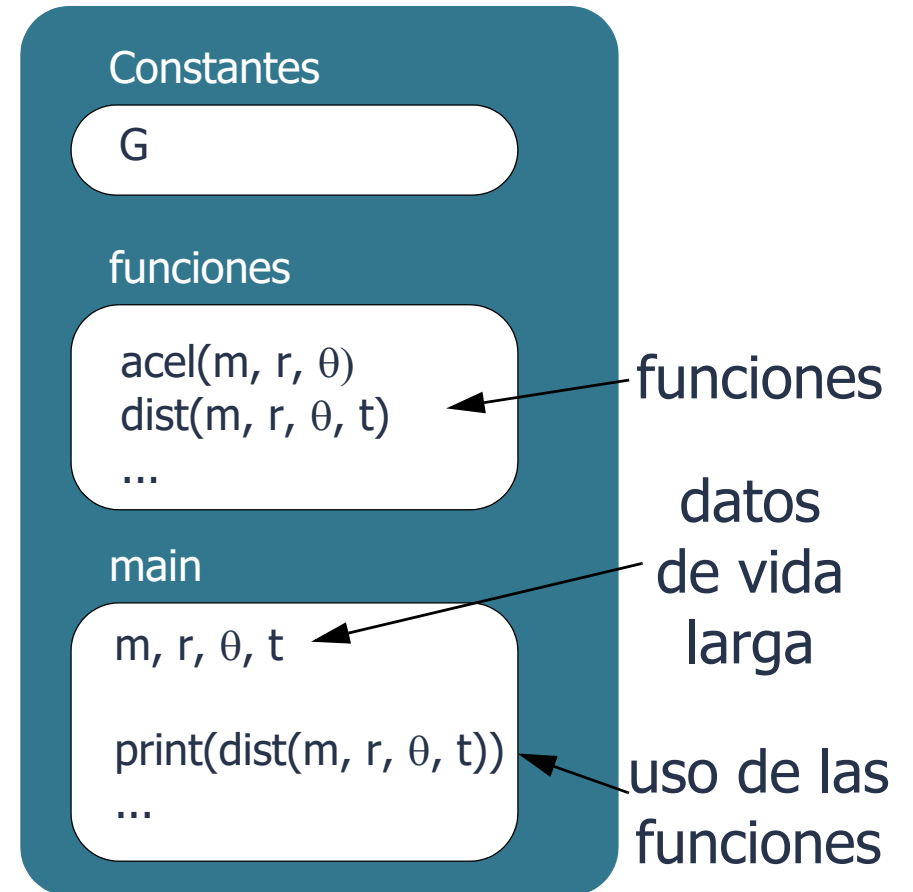 Constantes
G
funciones
acel(m, r, θ)
dist(m, r, θ, t)
...
funciones
main
m, r, θ, t
datos
de vida
larga
print(dist(m, r, θ, t))
...
uso de las
funciones